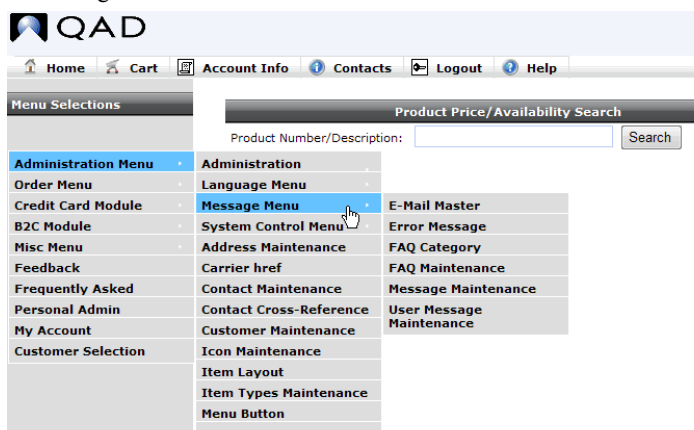 QAD
Home Cart Account Info Contacts Logout Help
Menu Selections
Product Price/Availability Search
Product Number/Description: Search
Administration Menu
Order Menu
Credit Card Module
B2C Module
Misc Menu
Feedback
Frequently Asked
Personal Admin
My Account
Customer Selection
Administration
Language Menu
Message Menu
System Control Menu
Address Maintenance
Carrier href
Contact Maintenance
Contact Cross-Reference
Customer Maintenance
Icon Maintenance
Item Layout
Item Types Maintenance
Menu Button
E-Mail Master
Error Message
FAQ Category
FAQ Maintenance
Message Maintenance
User Message
Maintenance